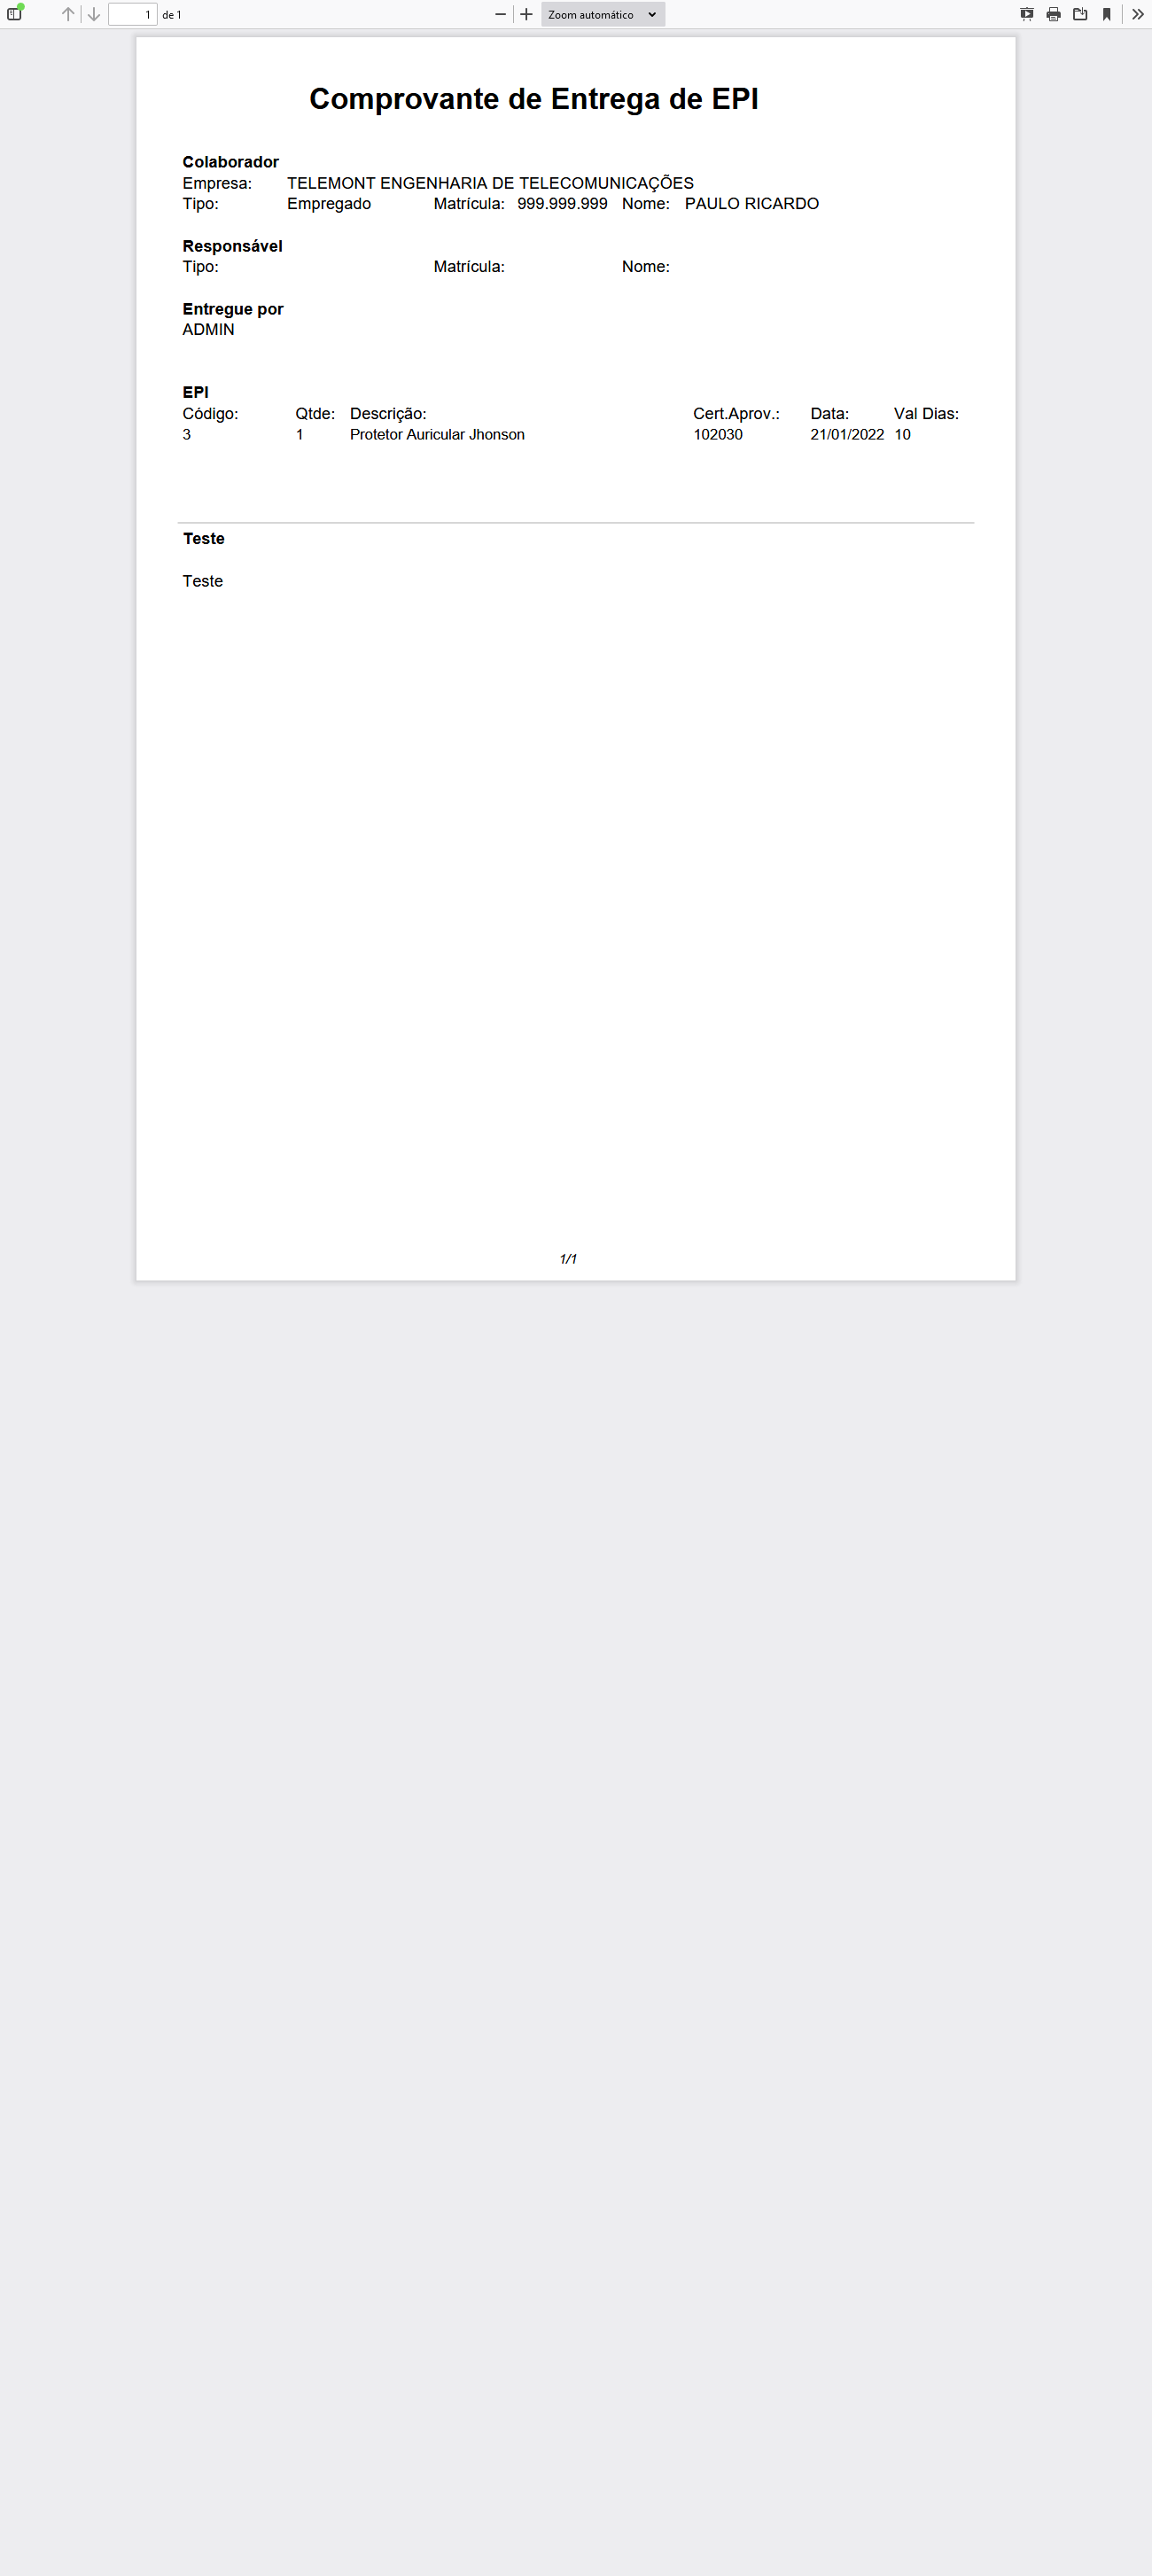 1 de 1 Zoom automático
Comprovante de Entrega de EPI
Colaborador
Empresa: TELEMONT ENGENHARIA DE TELECOMUNICAÇÕES
Tipo: Empregado Matrícula: 999.999.999 Nome: PAULO RICARDO
Responsável
Tipo: Matrícula: Nome:
Entregue por
ADMIN
EPI
Código: Qtde: Descrição: Cert.Aprov.: Data: Val Dias:
3 1 Protetor Auricular Jhonson 102030 21/01/2022 10
Teste
Teste
1/1